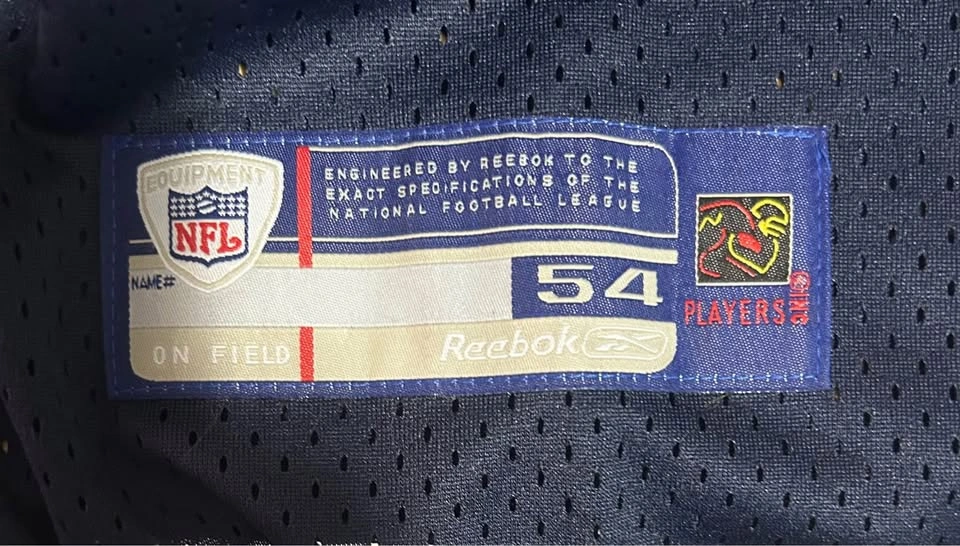 EQUIPMENT
NFL
ENGINEERED BY REEBOK TO THE
EXACT SPECIFICATIONS OF THE
NATIONAL FOOTBALL LEAGUE
NAME#
54
PLAYERS INC
ON FIELD
Reebok